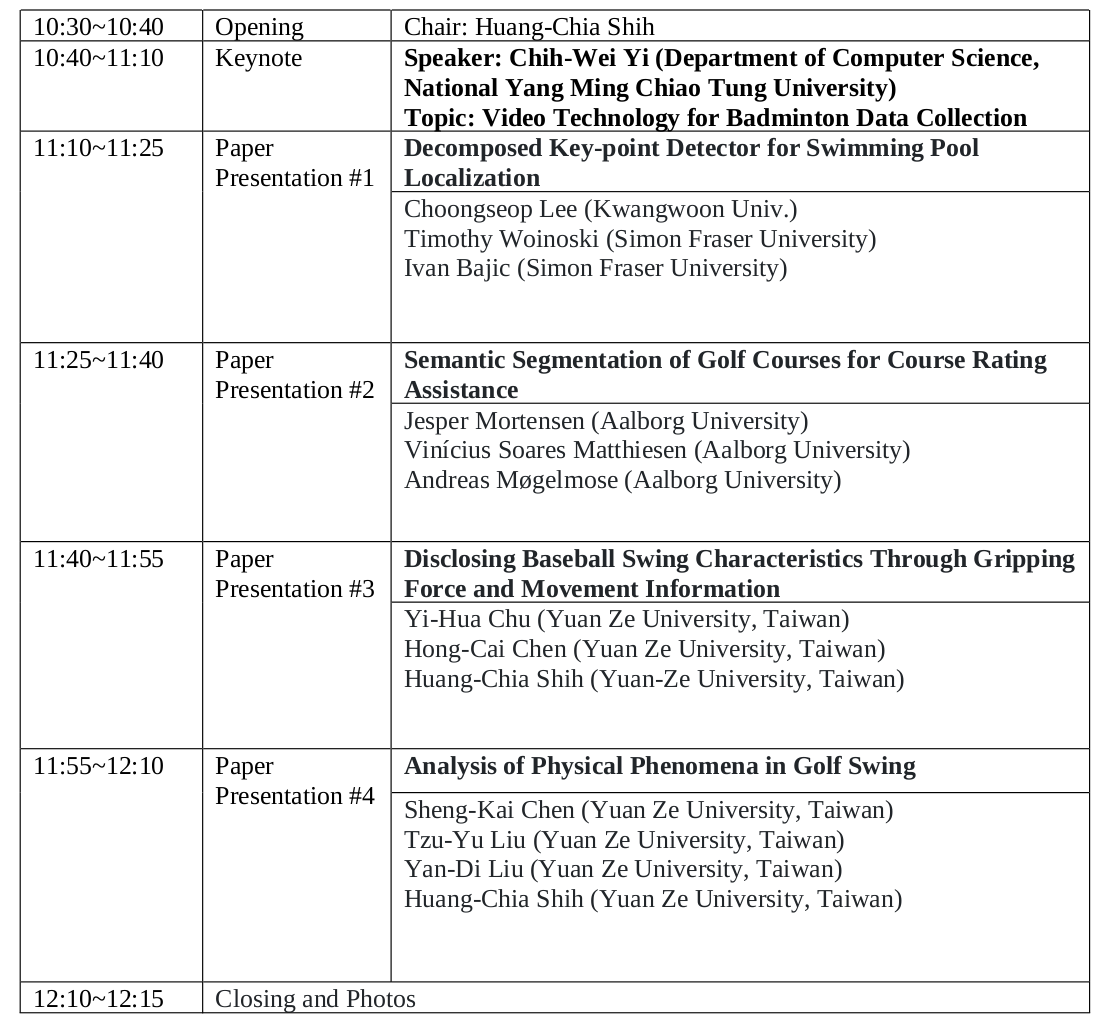 10:30~10:40 Opening Chair: Huang-Chia Shih
10:40~11:10 Keynote Speaker: Chih-Wei Yi (Department of Computer Science,
National Yang Ming Chiao Tung University)
Topic: Video Technology for Badminton Data Collection
11:10~11:25 Paper Decomposed Key-point Detector for Swimming Pool
Presentation #1 Localization
Choongseop Lee (Kwangwoon Univ.)
Timothy Woinoski (Simon Fraser University)
Ivan Bajic (Simon Fraser University)
11:25~11:40 Paper Semantic Segmentation of Golf Courses for Course Rating
Presentation #2 Assistance
Jesper Mortensen (Aalborg University)
Vinícius Soares Matthiesen (Aalborg University)
Andreas Møgelmose (Aalborg University)
11:40~11:55 Paper Disclosing Baseball Swing Characteristics Through Gripping
Presentation #3 Force and Movement Information
Yi-Hua Chu (Yuan Ze University, Taiwan)
Hong-Cai Chen (Yuan Ze University, Taiwan)
Huang-Chia Shih (Yuan-Ze University, Taiwan)
11:55~12:10 Paper Analysis of Physical Phenomena in Golf Swing
Presentation #4
Sheng-Kai Chen (Yuan Ze University, Taiwan)
Tzu-Yu Liu (Yuan Ze University, Taiwan)
Yan-Di Liu (Yuan Ze University, Taiwan)
Huang-Chia Shih (Yuan Ze University, Taiwan)
12:10~12:15 Closing and Photos